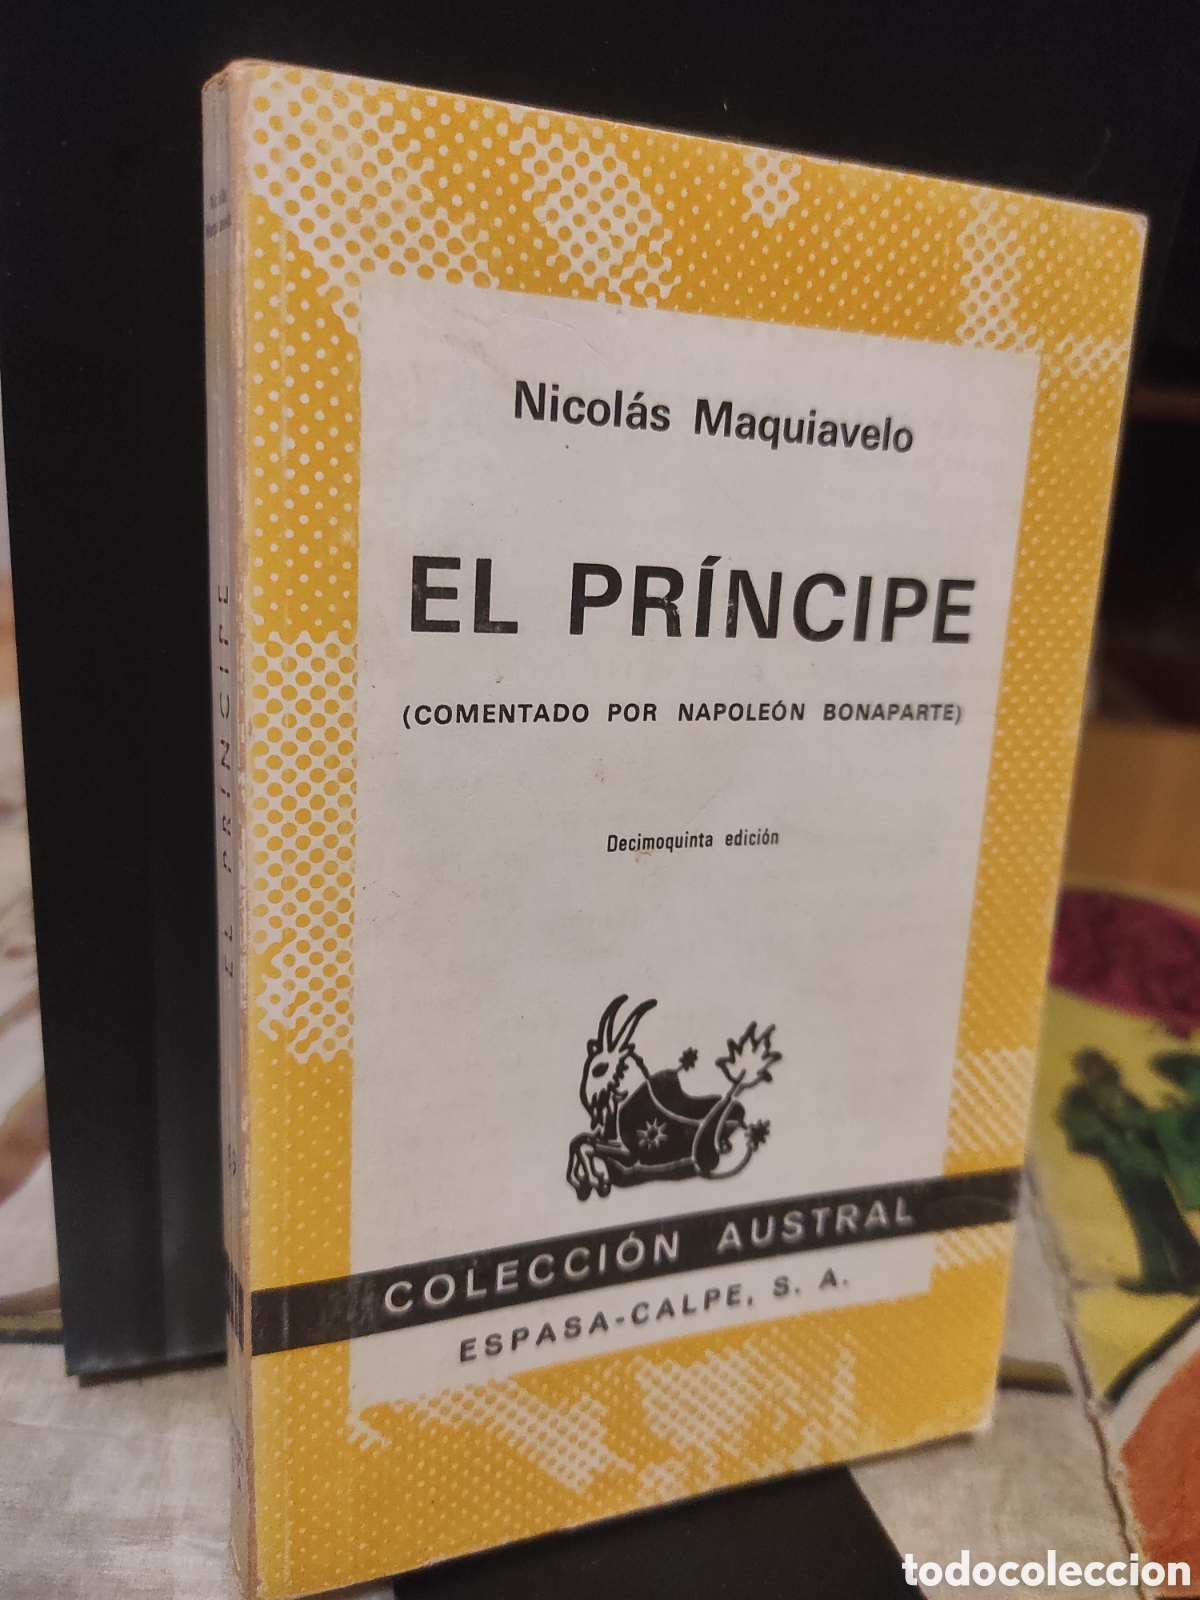 Nicolás Maquiavelo
EL PRÍNCIPE
(COMENTADO POR NAPOLEÓN BONAPARTE)
Decimoquinta edición
COLECCIÓN AUSTRAL
ESPASA-CALPE, S. A.
EL PRÍNCIPE
todocoleccion